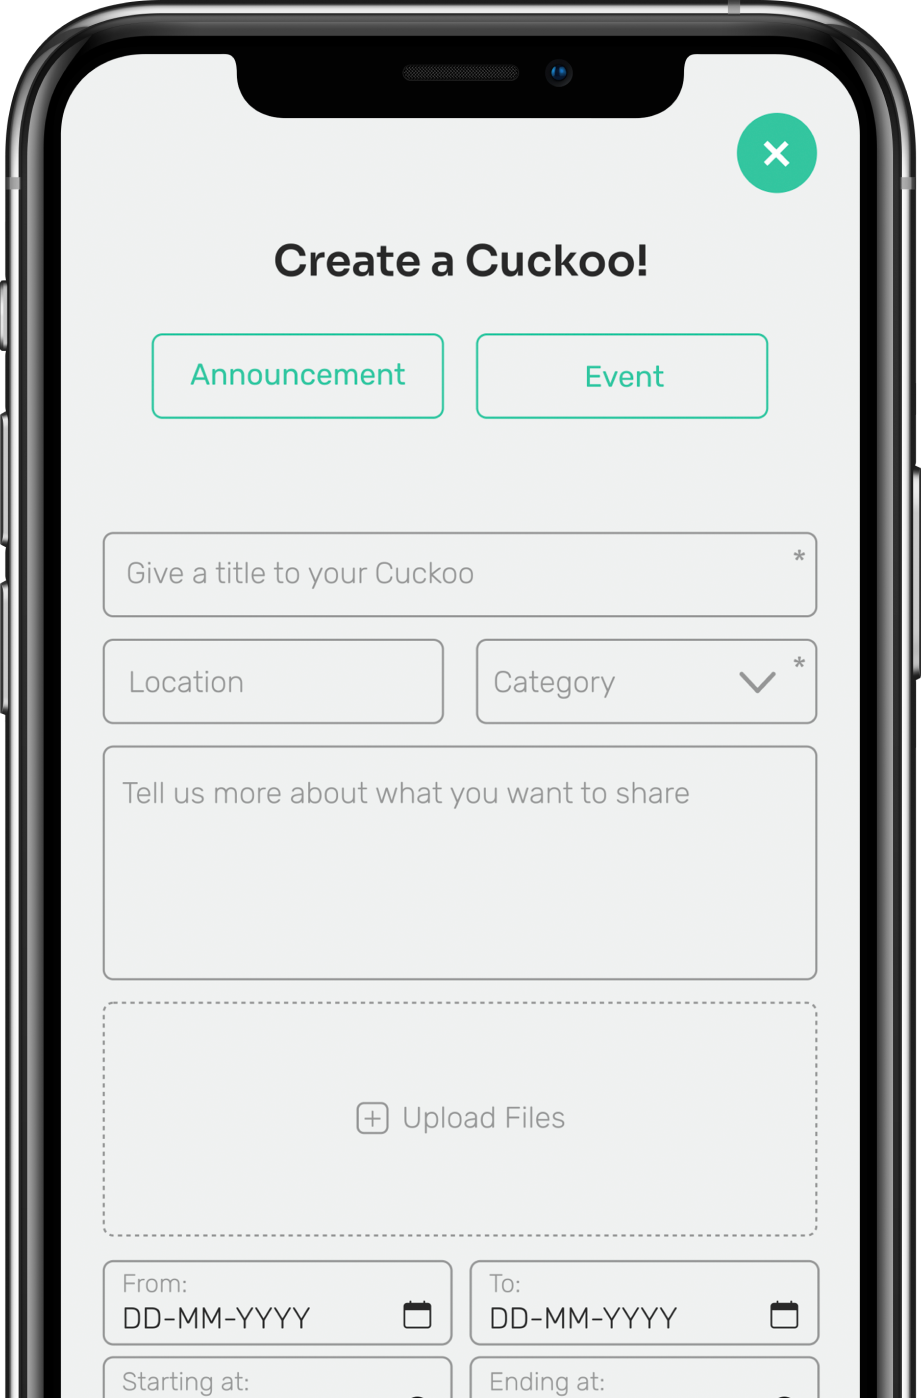 Create a Cuckoo!
Announcement
Event
Give a title to your Cuckoo *
Location
Category *
Tell us more about what you want to share
Upload Files
From:
DD-MM-YYYY
To:
DD-MM-YYYY
Starting at:
Ending at: